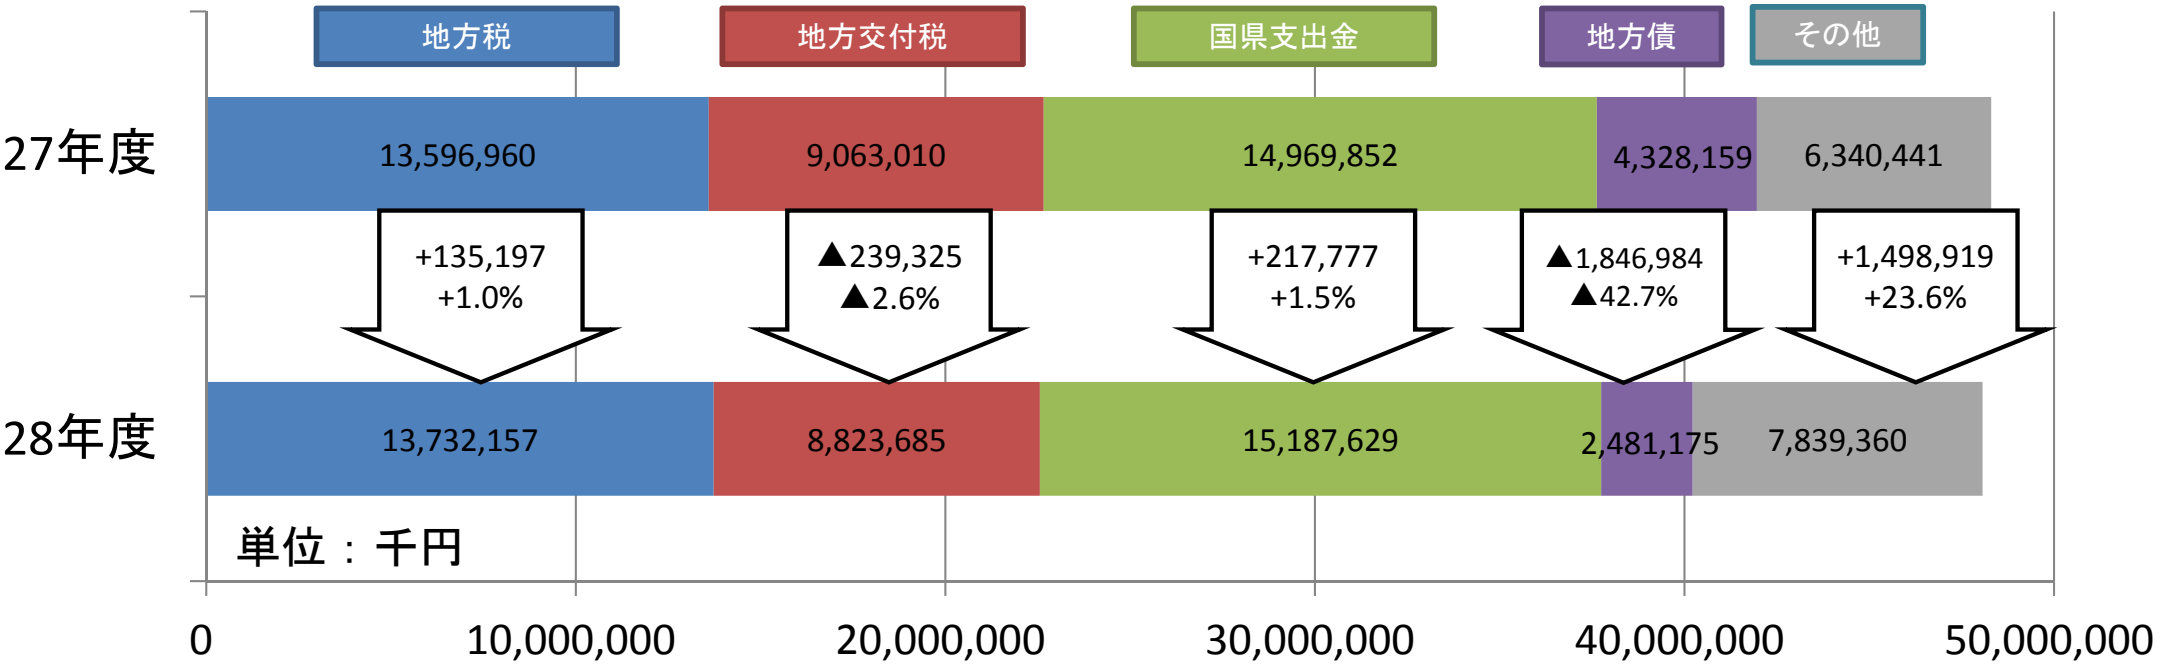 地方税 地方交付税 国県支出金 地方債 その他
27年度 13,596,960 9,063,010 14,969,852 4,328,159 6,340,441
+135,197 ▲239,325 +217,777 ▲1,846,984 +1,498,919
+1.0% ▲2.6% +1.5% ▲42.7% +23.6%
28年度 13,732,157 8,823,685 15,187,629 2,481,175 7,839,360
単位：千円
0 10,000,000 20,000,000 30,000,000 40,000,000 50,000,000